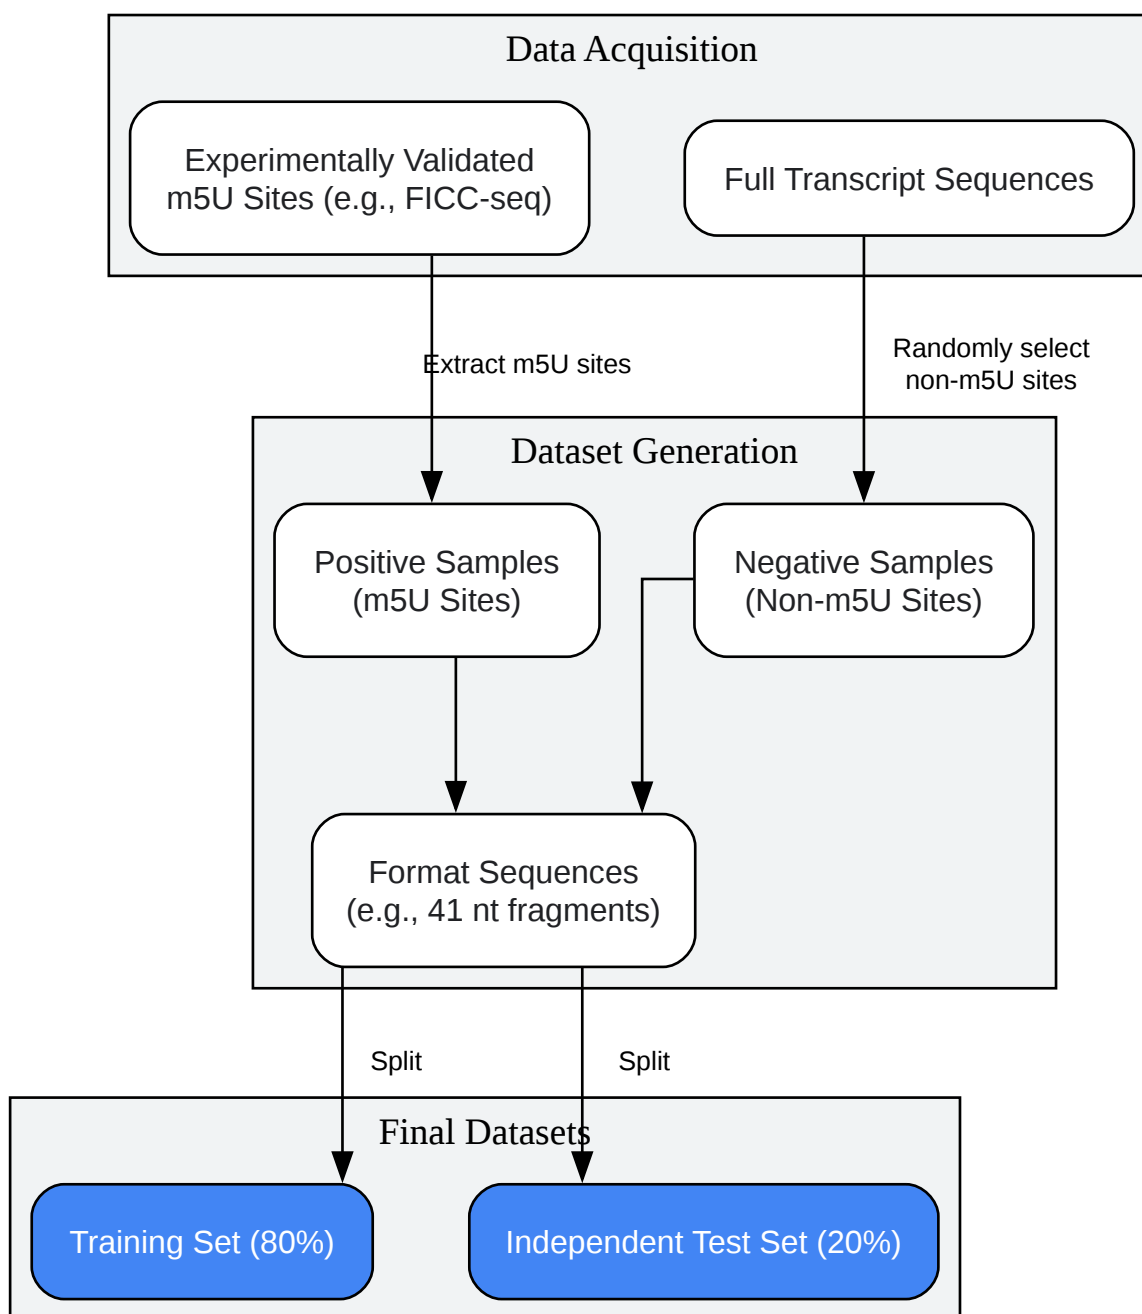 Data Acquisition
Experimentally Validated
m5U Sites (e.g., FICC-seq)
Full Transcript Sequences
Extract m5U sites
Randomly select
non-m5U sites
Dataset Generation
Positive Samples
(m5U Sites)
Negative Samples
(Non-m5U Sites)
Format Sequences
(e.g., 41 nt fragments)
Split
Split
Final Datasets
Training Set (80%)
Independent Test Set (20%)